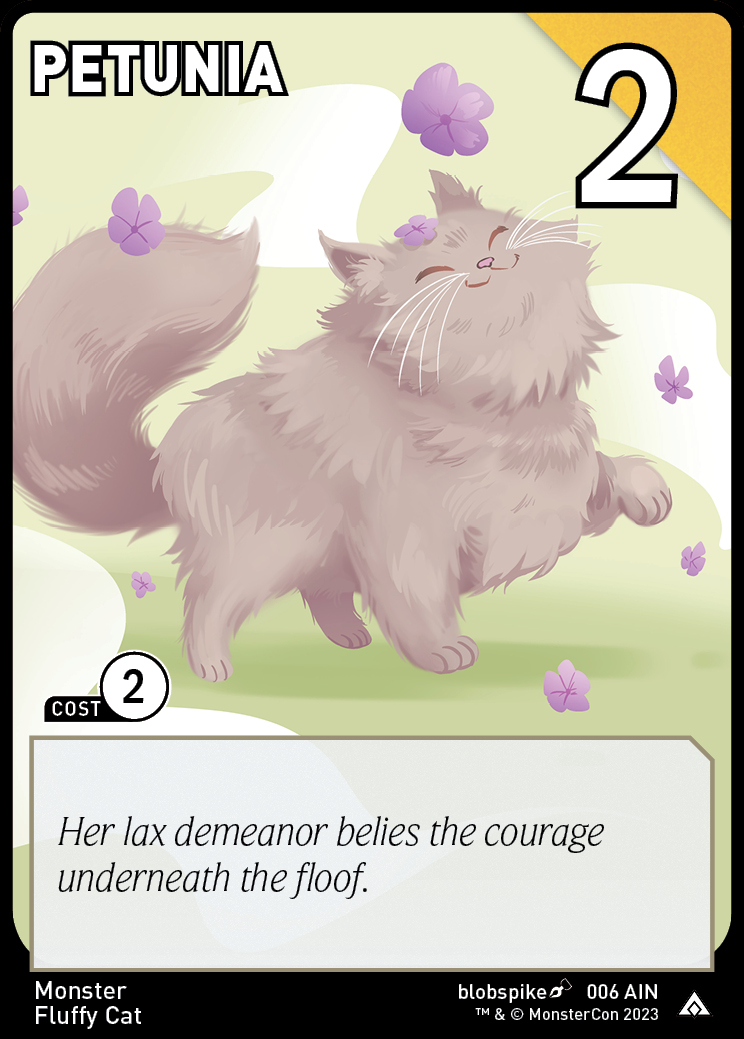 PETUNIA
2
COST 2
Her lax demeanor belies the courage
underneath the floof.
Monster
Fluffy Cat
blobspike 006 AIN
™ & © MonsterCon 2023